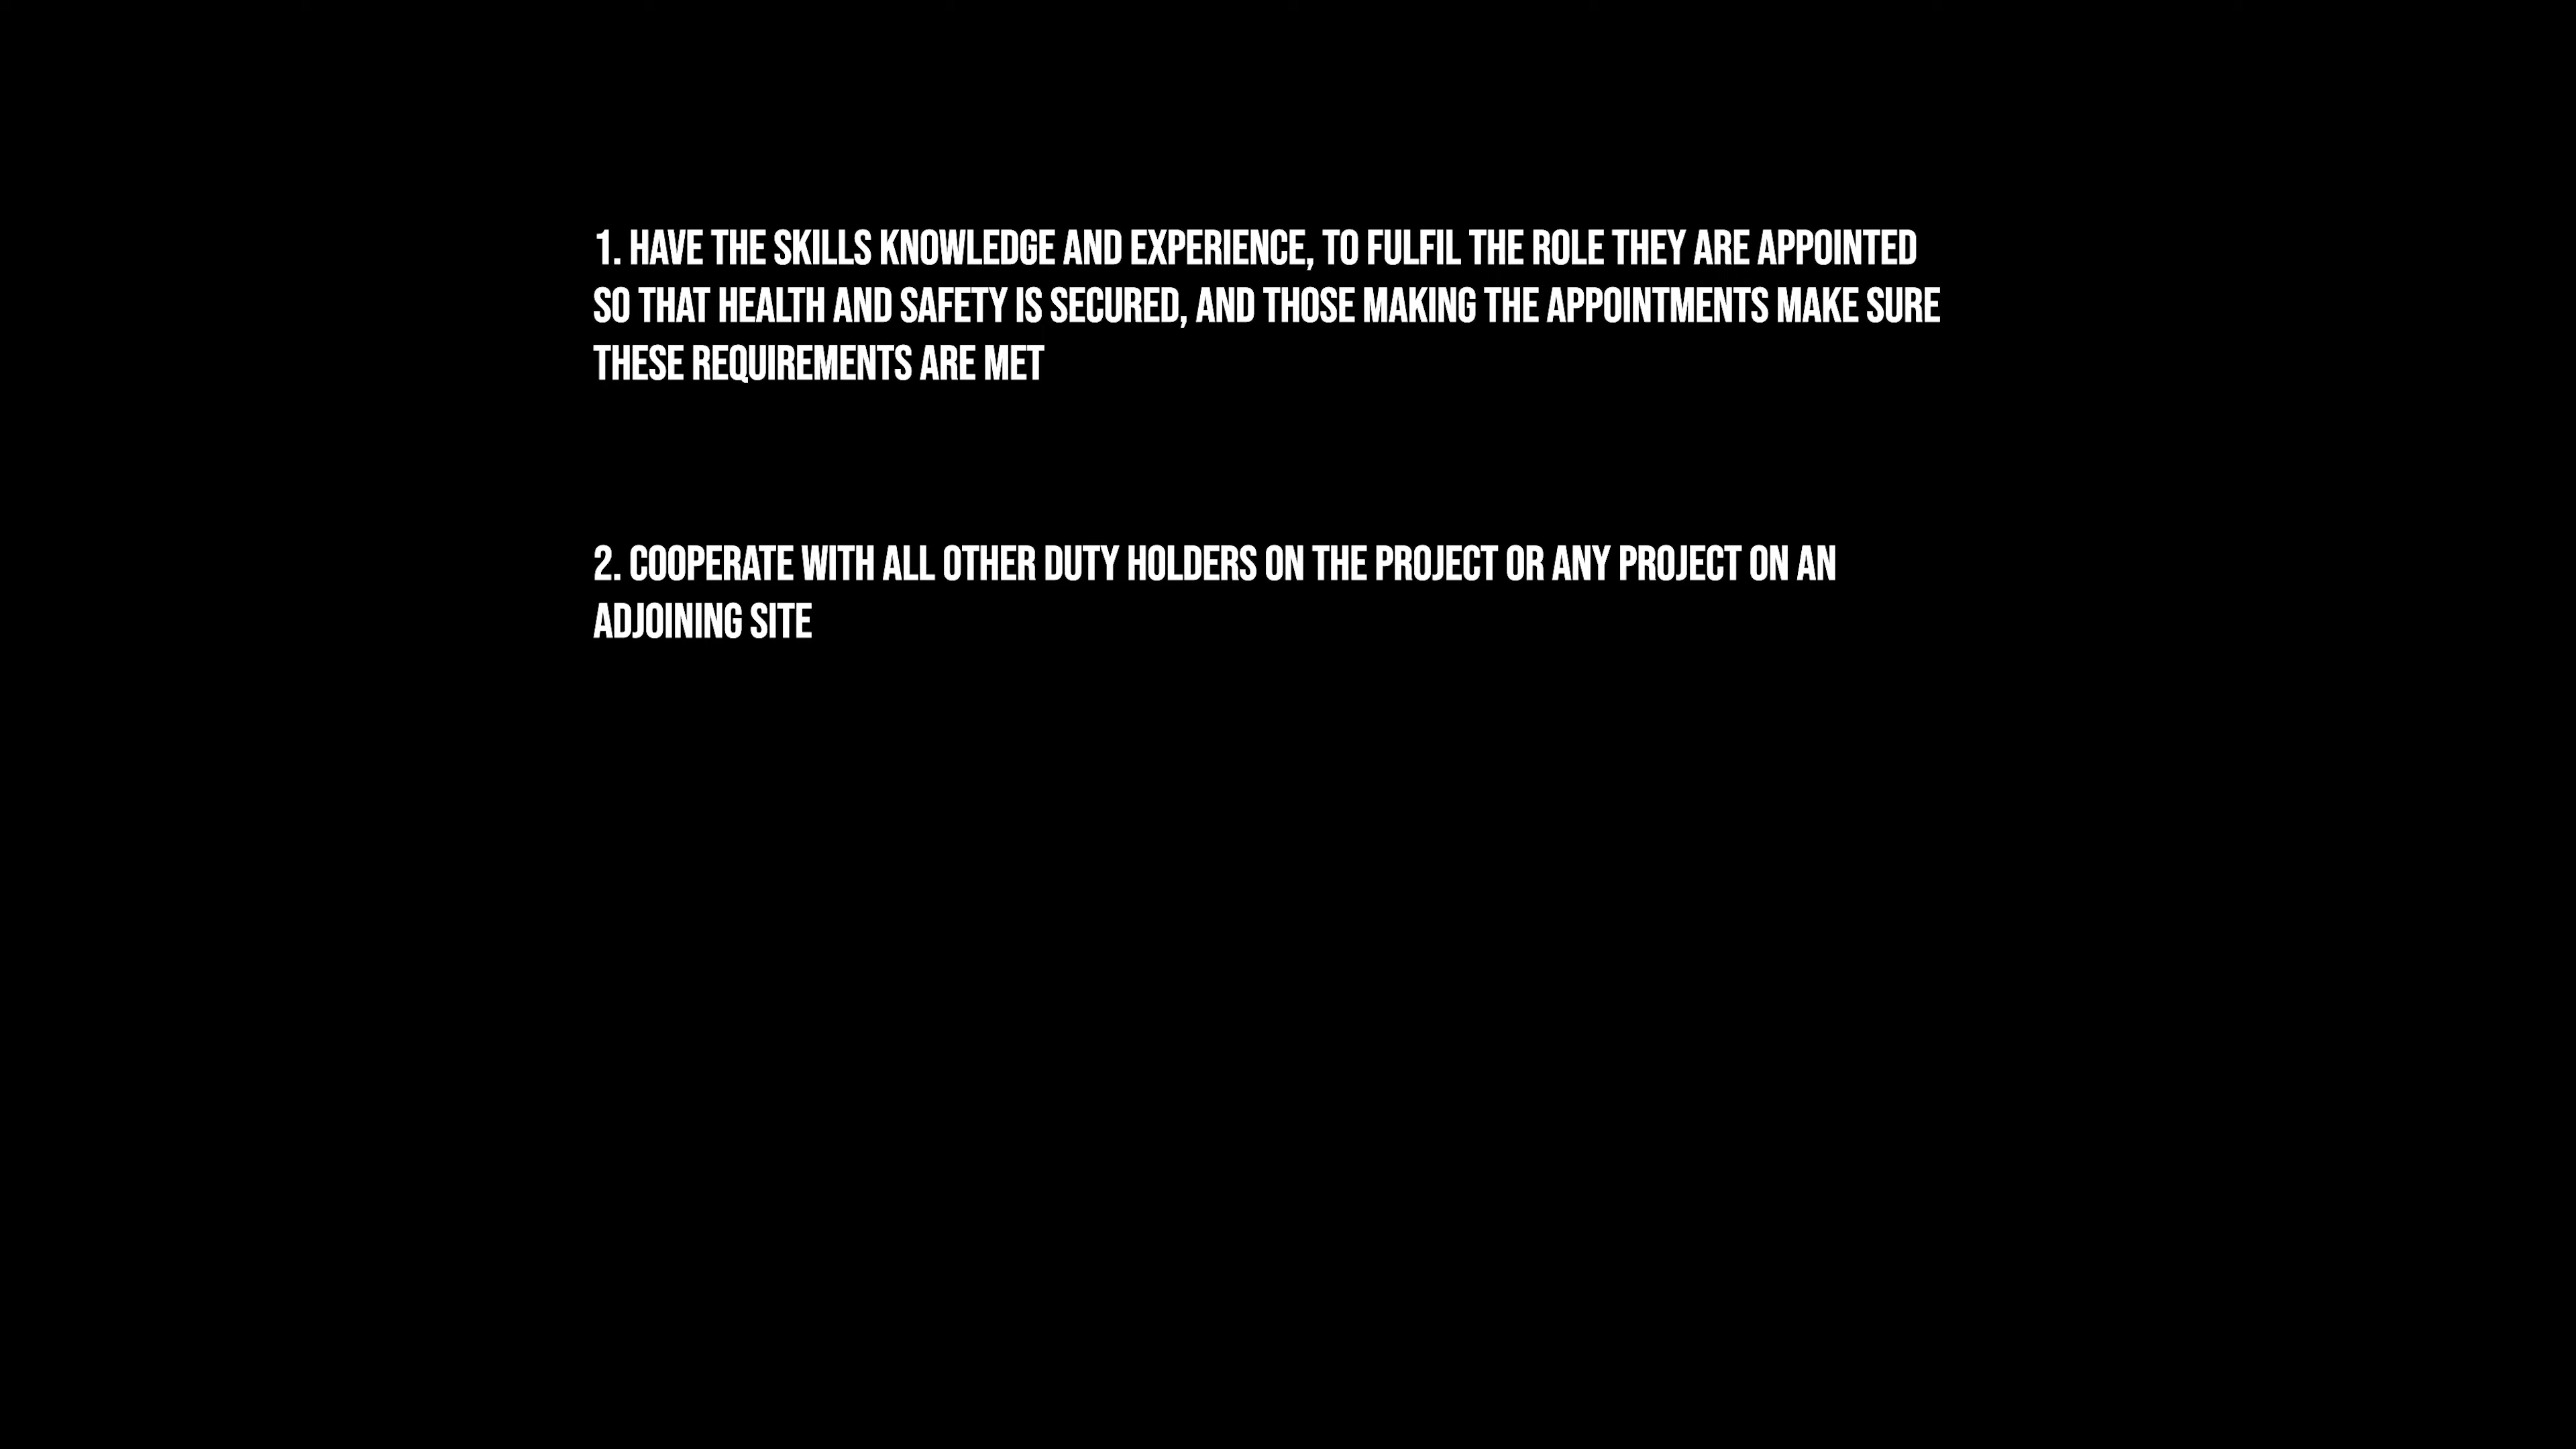 1. HAVE THE SKILLS KNOWLEDGE AND EXPERIENCE, TO FULFIL THE ROLE THEY ARE APPOINTED
SO THAT HEALTH AND SAFETY IS SECURED, AND THOSE MAKING THE APPOINTMENTS MAKE SURE
THESE REQUIREMENTS ARE MET
2. COOPERATE WITH ALL OTHER DUTY HOLDERS ON THE PROJECT OR ANY PROJECT ON AN
ADJOINING SITE